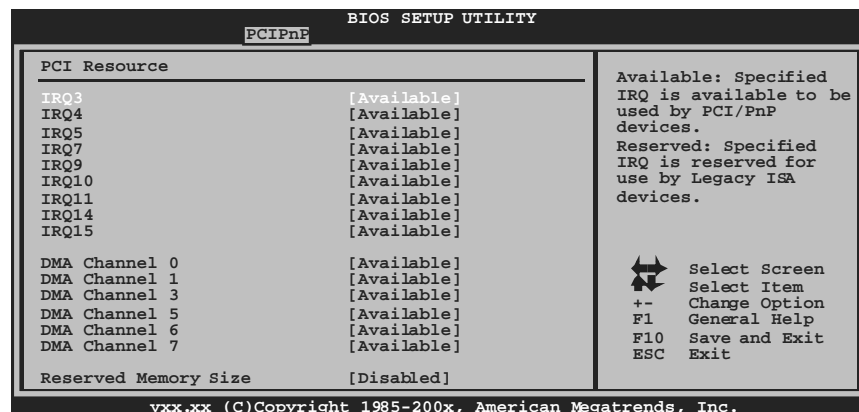 BIOS SETUP UTILITY
PCIPnP
PCI Resource
IRQ3 [Available]
IRQ4 [Available]
IRQ5 [Available]
IRQ7 [Available]
IRQ9 [Available]
IRQ10 [Available]
IRQ11 [Available]
IRQ14 [Available]
IRQ15 [Available]
DMA Channel 0 [Available]
DMA Channel 1 [Available]
DMA Channel 3 [Available]
DMA Channel 5 [Available]
DMA Channel 6 [Available]
DMA Channel 7 [Available]
Reserved Memory Size [Disabled]
Available: Specified
IRQ is available to be
used by PCI/PnP
devices.
Reserved: Specified
IRQ is reserved for
use by Legacy ISA
devices.
Select Screen
Select Item
+- Change Option
F1 General Help
F10 Save and Exit
ESC Exit
vxx.xx (C)Copyright 1985-200x, American Megatrends, Inc.